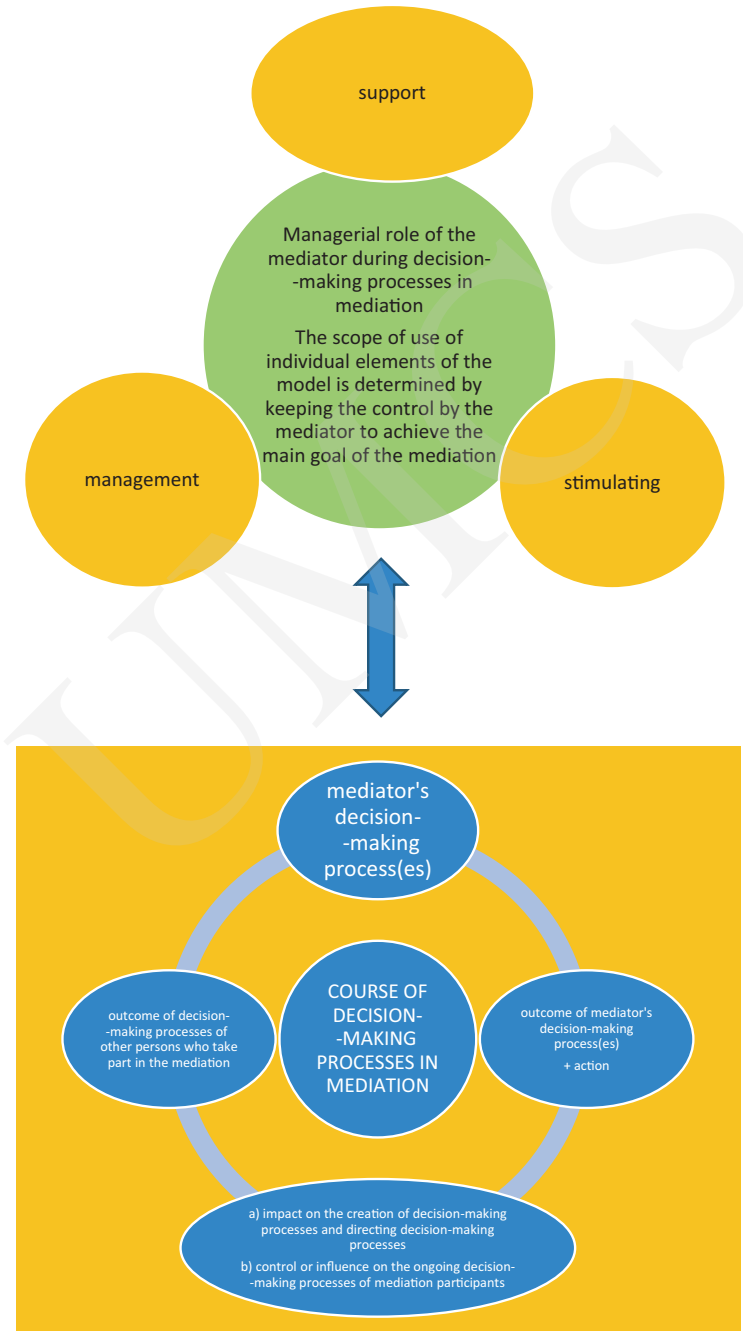 support
Managerial role of the
mediator during decision-
-making processes in
mediation
The scope of use of
individual elements of the
model is determined by
keeping the control by the
mediator to achieve the
main goal of the mediation
management
stimulating
mediator's
decision-
-making
process(es)
outcome of decision-
-making processes of
other persons who take
part in the mediation
COURSE OF
DECISION-
-MAKING
PROCESSES IN
MEDIATION
outcome of mediator's
decision-making
process(es)
+ action
a) impact on the creation of decision-making
processes and directing decision-making
processes
b) control or influence on the ongoing decision-
-making processes of mediation participants
UMCS